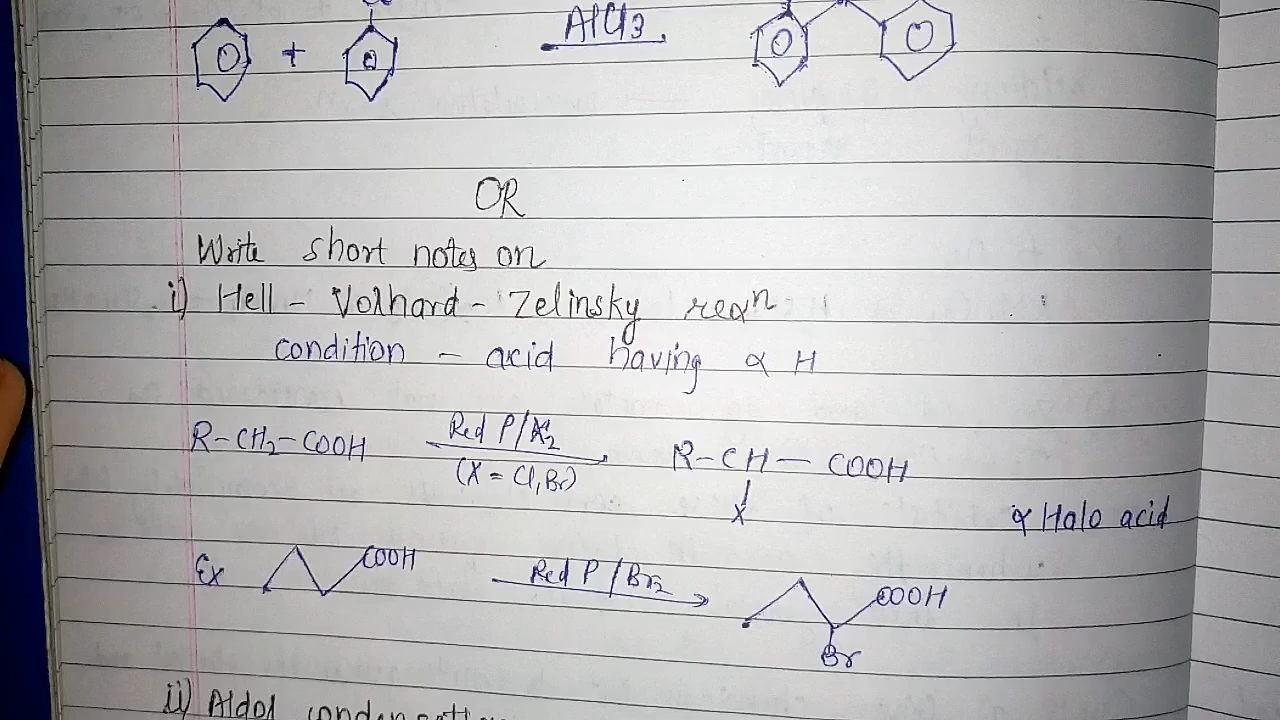 + AlCl3.
OR
Write short notes on
i) Hell - Volhard - Zelinsky reaxn
condition - acid having α H
R-CH2-COOH Red P/X2 (X = Cl, Br) R-CH-COOH
X
α Halo acid
Ex COOH Red P/Br2 COOH
Br
ii) Aldol